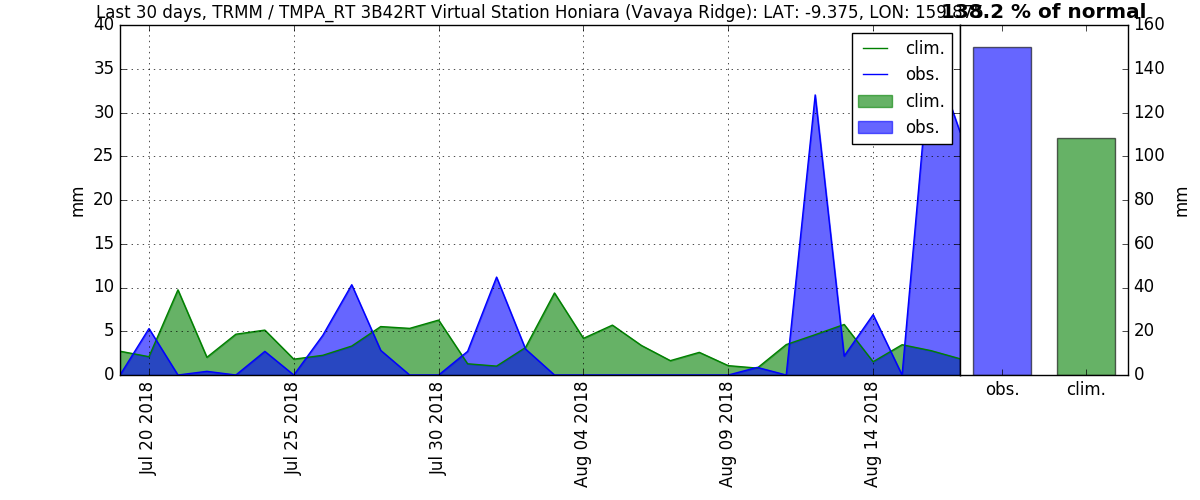 Last 30 days, TRMM / TMPA_RT 3B42RT Virtual Station Honiara (Vavaya Ridge): LAT: -9.375, LON:
138.2 % of normal
40
35
30
25
20
15
10
5
0
mm
clim.
obs.
clim.
obs.
160
140
120
100
80
60
40
20
0
mm
obs.
clim.
Jul 20 2018
Jul 25 2018
Jul 30 2018
Aug 04 2018
Aug 09 2018
Aug 14 2018